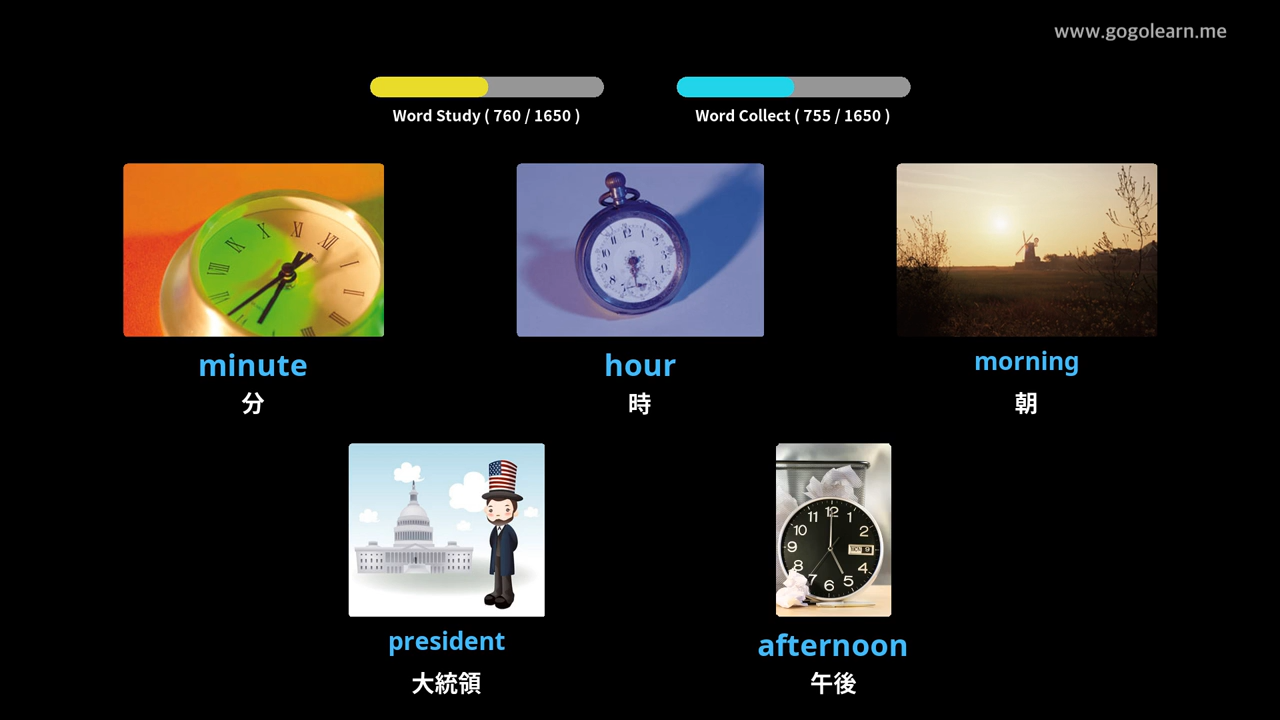 www.gogolearn.me
Word Study ( 760 / 1650 )
Word Collect ( 755 / 1650 )
minute
分
hour
時
morning
朝
president
大統領
afternoon
午後